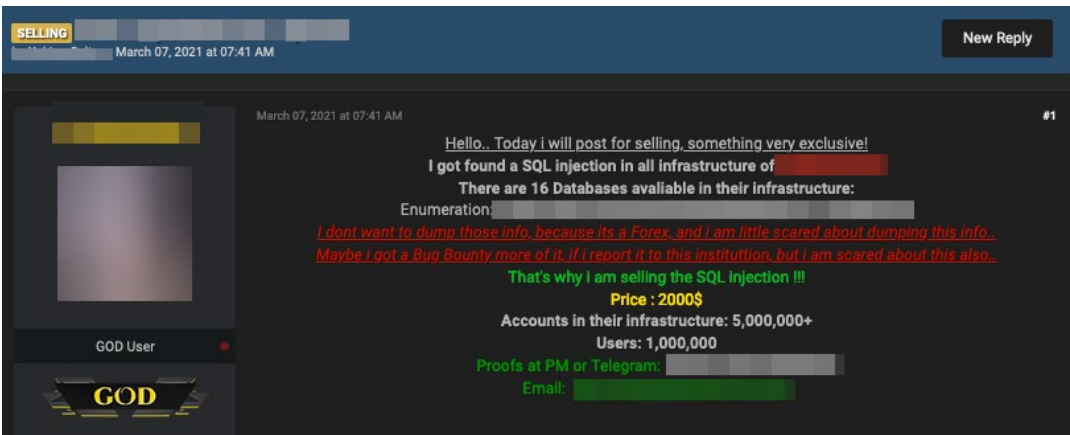 SELLING
March 07, 2021 at 07:41 AM
New Reply
March 07, 2021 at 07:41 AM
#1
Hello.. Today i will post for selling, something very exclusive!
I got found a SQL injection in all infrastructure of
There are 16 Databases avaliable in their infrastructure:
Enumeration:
I dont want to dump those info, because its a Forex, and i am little scared about dumping this info..
Maybe i got a Bug Bounty more of it, if i report it to this instituttion, but i am scared about this also..
That's why i am selling the SQL injection !!!
Price : 2000$
Accounts in their infrastructure: 5,000,000+
Users: 1,000,000
Proofs at PM or Telegram:
Email:
GOD User
GOD